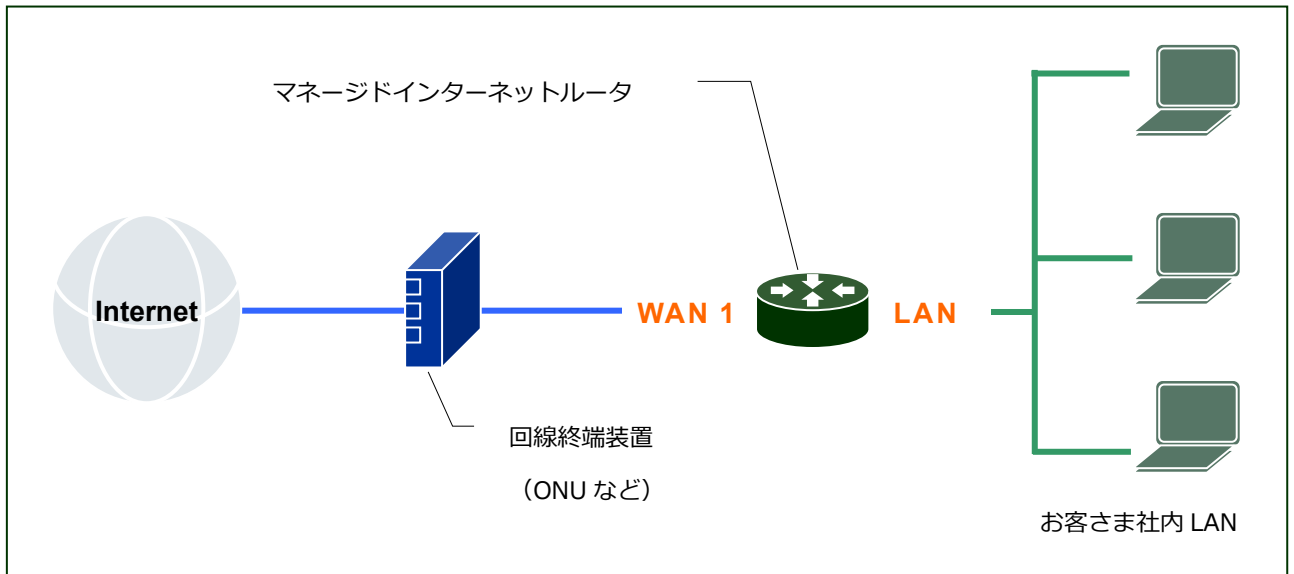 マネージドインターネットルータ
Internet
WAN 1
LAN
回線終端装置
（ONU など）
お客さま社内 LAN